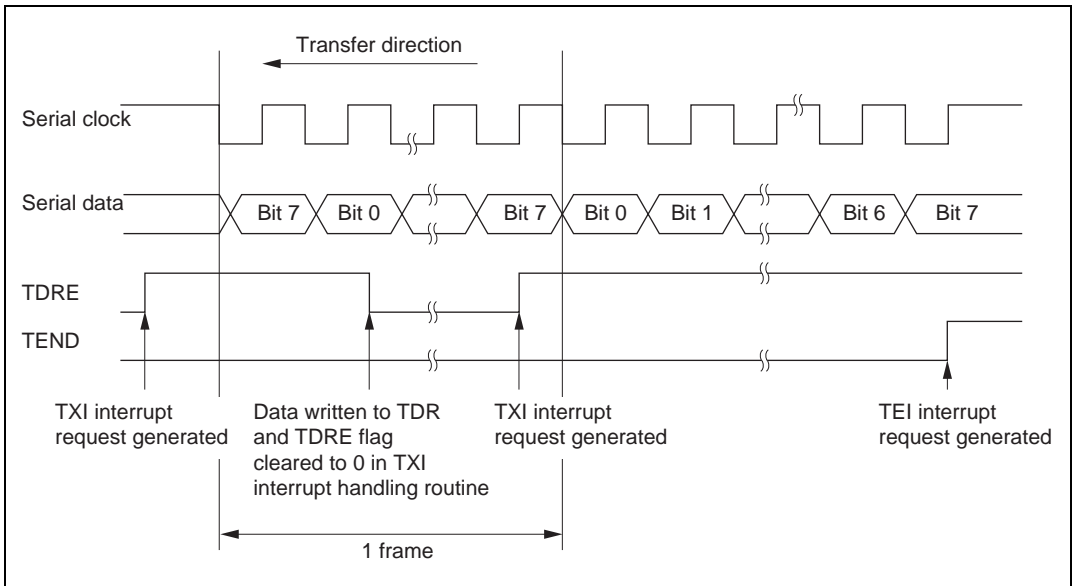 Transfer direction
Serial clock
Serial data
Bit 7
Bit 0
Bit 7
Bit 0
Bit 1
Bit 6
Bit 7
TDRE
TEND
TXI interrupt
request generated
Data written to TDR
and TDRE flag
cleared to 0 in TXI
interrupt handling routine
TXI interrupt
request generated
TEI interrupt
request generated
1 frame